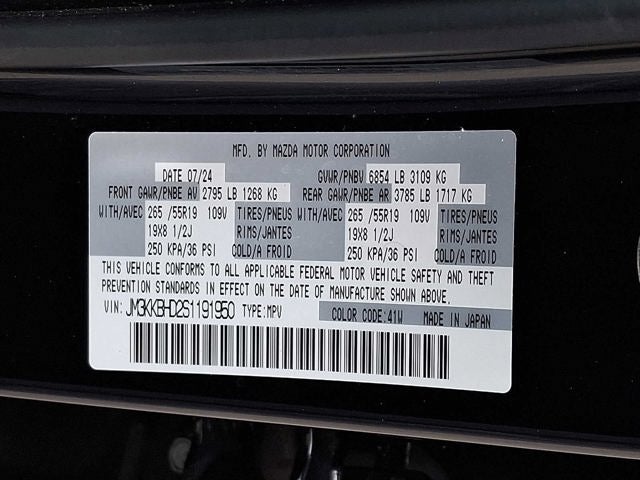 MFD. BY MAZDA MOTOR CORPORATION
DATE 07/24 GVWR/PNBV 6854 LB 3109 KG
FRONT GAWR/PNBE AV 2795 LB 1268 KG REAR GAWR/PNBE AR 3785 LB 1717 KG
WITH/AVEC 265 /55R19 109V TIRES/PNEUS WITH/AVEC 265 /55R19 109V TIRES/PNEUS
19X8 1/2J RIMS/JANTES 19X8 1/2J RIMS/JANTES
250 KPA/36 PSI COLD/A FROID 250 KPA/36 PSI COLD/A FROID
THIS VEHICLE CONFORMS TO ALL APPLICABLE FEDERAL MOTOR VEHICLE SAFETY AND THEFT
PREVENTION STANDARDS IN EFFECT ON THE DATE OF MANUFACTURE SHOWN ABOVE.
VIN: JM3KKBHD2S1191950 TYPE:MPV COLOR CODE:41W MADE IN JAPAN